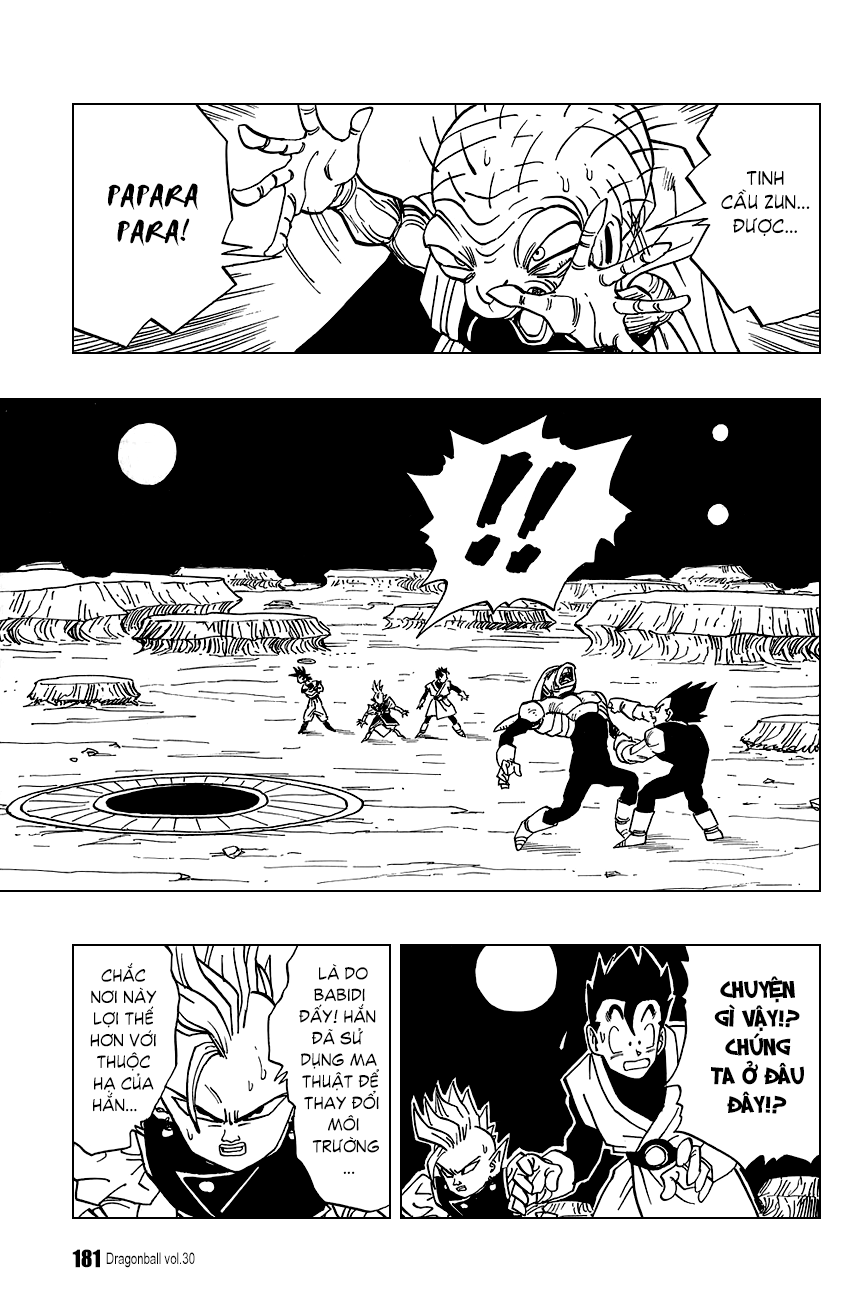 TINH
CẦU ZUN...
ĐƯỢC...
PAPARA
PARA!
!!
CHUYỆN
GÌ VẬY!?
CHÚNG
TA Ở ĐÂU
ĐÂY!?
LÀ DO
BABIDI
ĐẤY! HẮN
ĐÃ SỬ
DỤNG MA
THUẬT ĐỂ
THAY ĐỔI
MÔI
TRƯỜNG
...
CHẮC
NƠI NÀY
LỢI THẾ
HƠN VỚI
THUỘC
HẠ CỦA
HẮN...
181 Dragonball vol.30